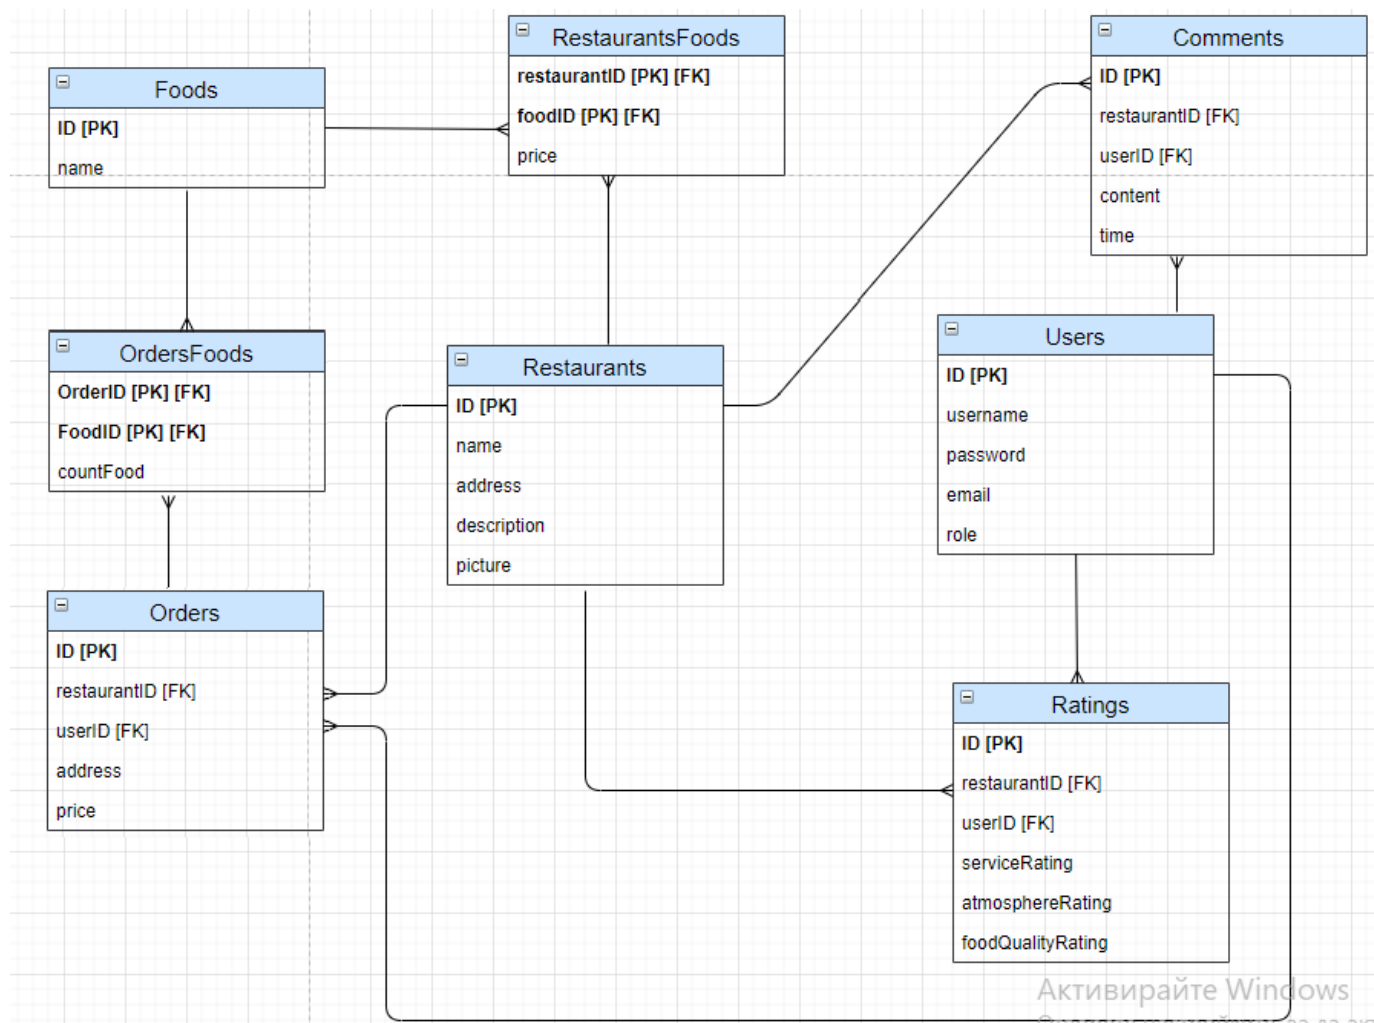 RestaurantsFoods
restaurantID [PK] [FK]
foodID [PK] [FK]
price
Comments
ID [PK]
restaurantID [FK]
userID [FK]
content
time
Foods
ID [PK]
name
OrdersFoods
OrderID [PK] [FK]
FoodID [PK] [FK]
countFood
Restaurants
ID [PK]
name
address
description
picture
Users
ID [PK]
username
password
email
role
Orders
ID [PK]
restaurantID [FK]
userID [FK]
address
price
Ratings
ID [PK]
restaurantID [FK]
userID [FK]
serviceRating
atmosphereRating
foodQualityRating
Активирайте Windows